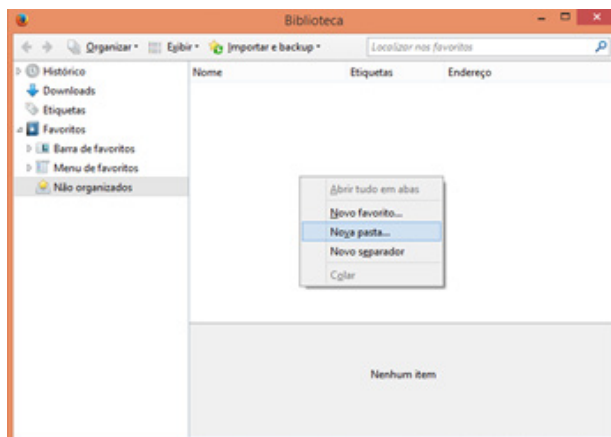 Biblioteca
Organizar Exibir Importar e backup Localizar nos favoritos
Histórico
Downloads
Etiquetas
Favoritos
Barra de favoritos
Menu de favoritos
Não organizados
Nome Etiquetas Endereço
Abrir tudo em abas
Novo favorito...
Nova pasta...
Novo separador
Colar
Nenhum item